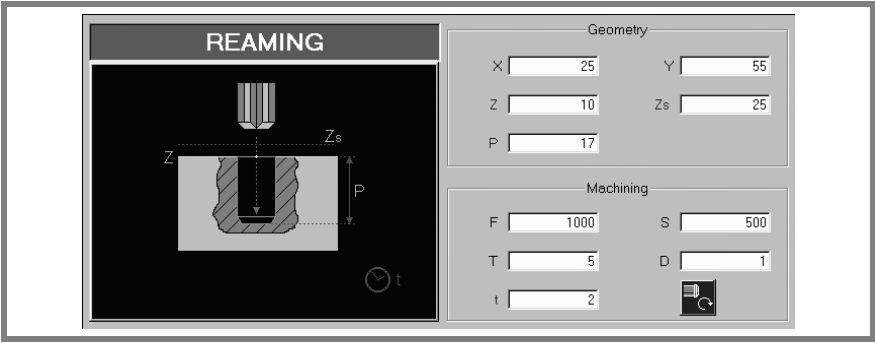 REAMING
Z
Zs
P
t
Geometry
X 25 Y 55
Z 10 Zs 25
P 17
Machining
F 1000 S 500
T 5 D 1
t 2